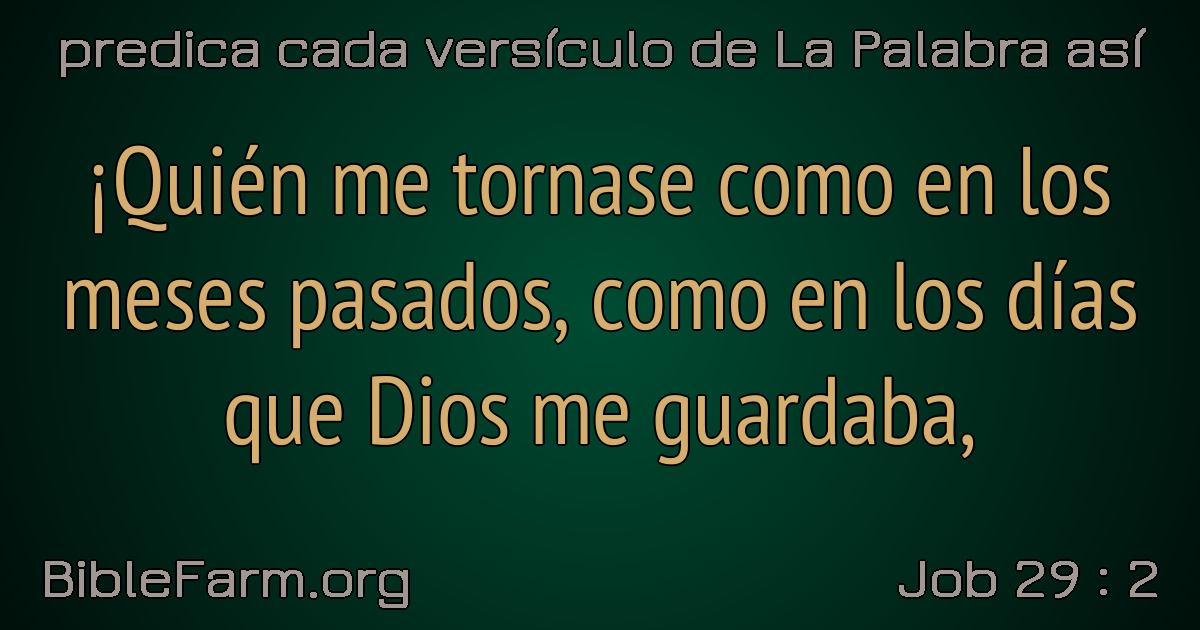 predica cada versículo de La Palabra así
¡Quién me tornase como en los
meses pasados, como en los días
que Dios me guardaba,
BibleFarm.org
Job 29 : 2